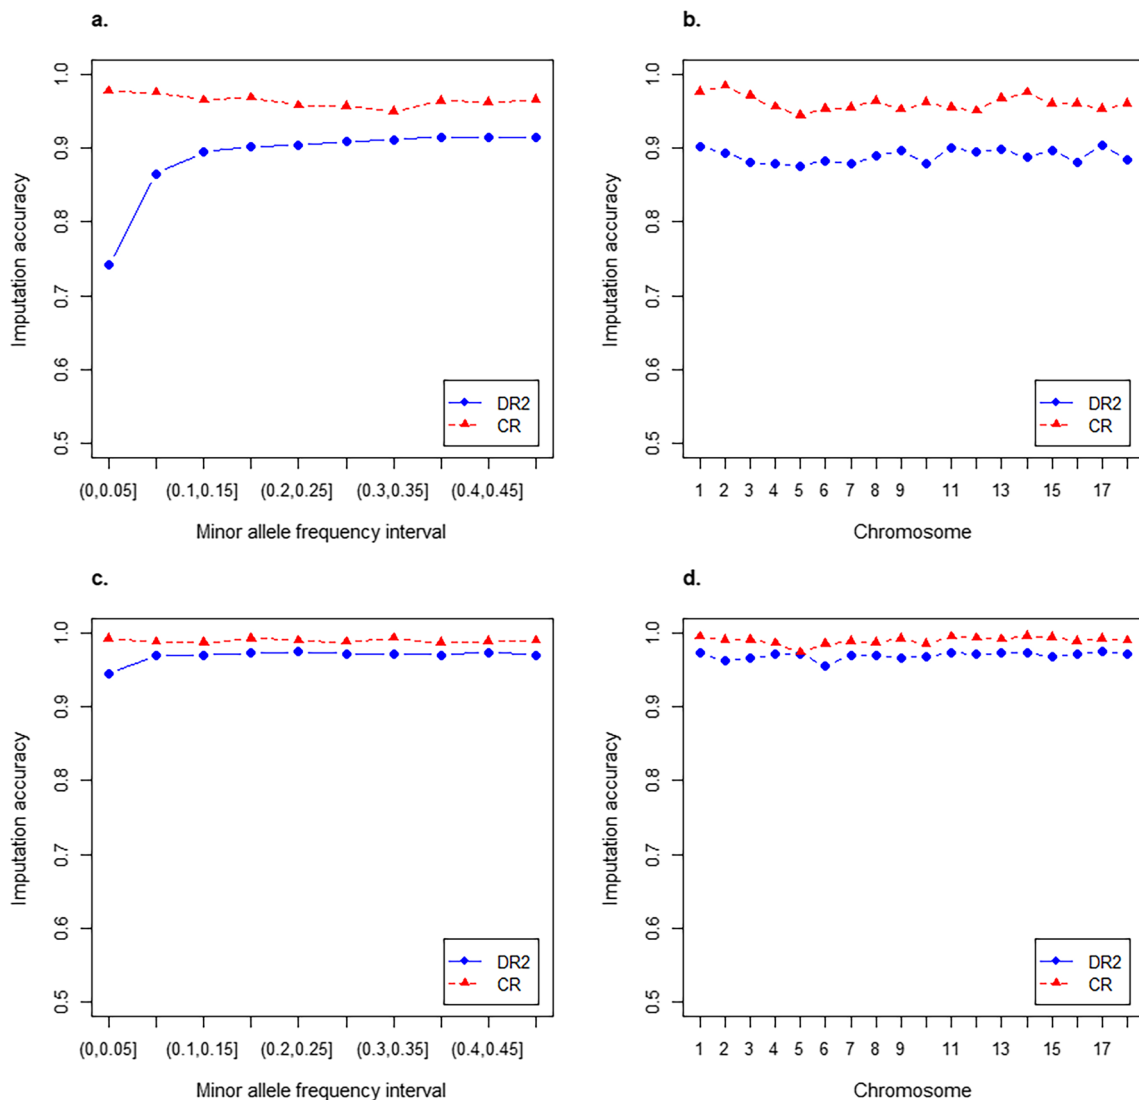 a.
Imputation accuracy
1.0
0.9
0.8
0.7
0.6
0.5
DR2
CR
(0,0.05] (0.1,0.15] (0.2,0.25] (0.3,0.35] (0.4,0.45]
Minor allele frequency interval
b.
Imputation accuracy
1.0
0.9
0.8
0.7
0.6
0.5
DR2
CR
1 2 3 4 5 6 7 8 9 11 13 15 17
Chromosome
c.
Imputation accuracy
1.0
0.9
0.8
0.7
0.6
0.5
DR2
CR
(0,0.05] (0.1,0.15] (0.2,0.25] (0.3,0.35] (0.4,0.45]
Minor allele frequency interval
d.
Imputation accuracy
1.0
0.9
0.8
0.7
0.6
0.5
DR2
CR
1 2 3 4 5 6 7 8 9 11 13 15 17
Chromosome